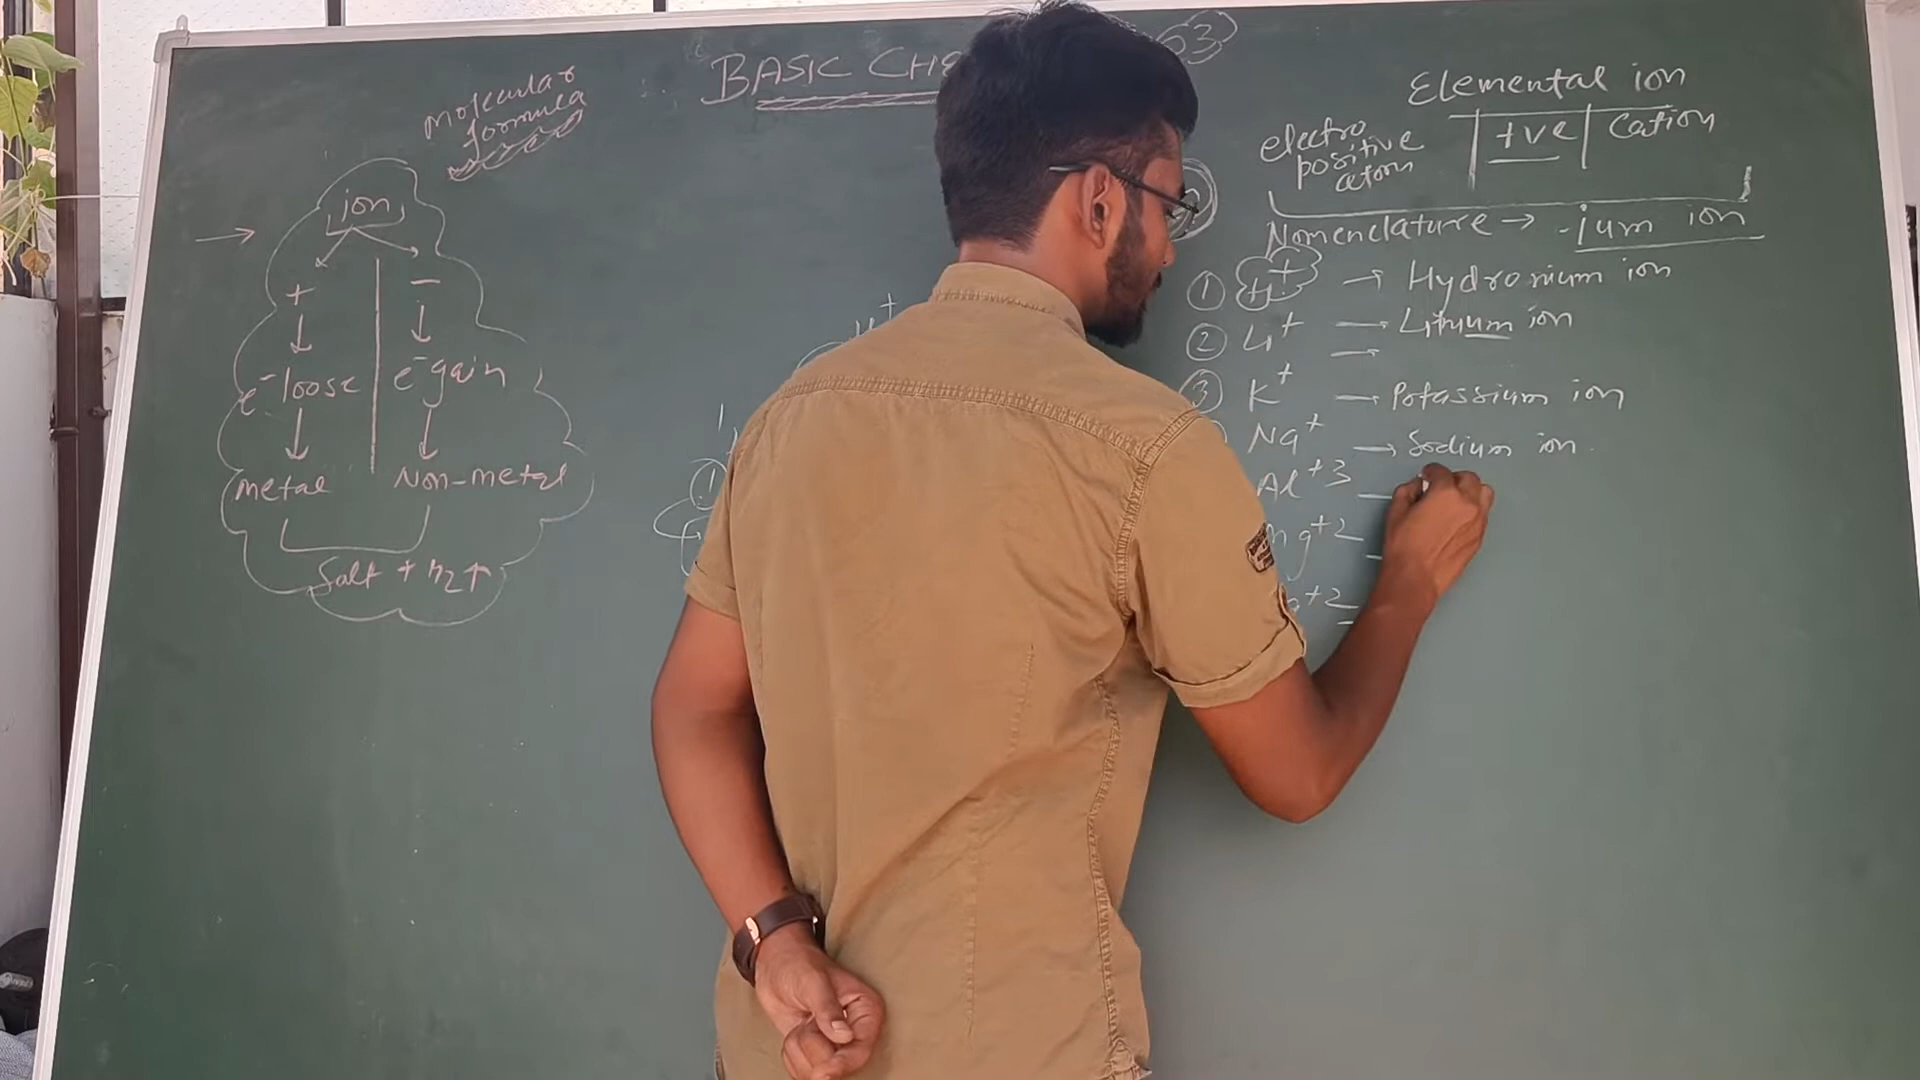 BASIC CHE
63
molecular
formula
ion
+ –
e⁻ loose e⁻ gain
metal Non-metal
Salt + H2↑
Elemental ion
electro
positive
atom
+ve
cation
Nomenclature → -ium ion
① H+ → Hydronium ion
② Li+ → Lithium ion
③ K+ → Potassium ion
Na+ → Sodium ion
Al+3
g+2
+2